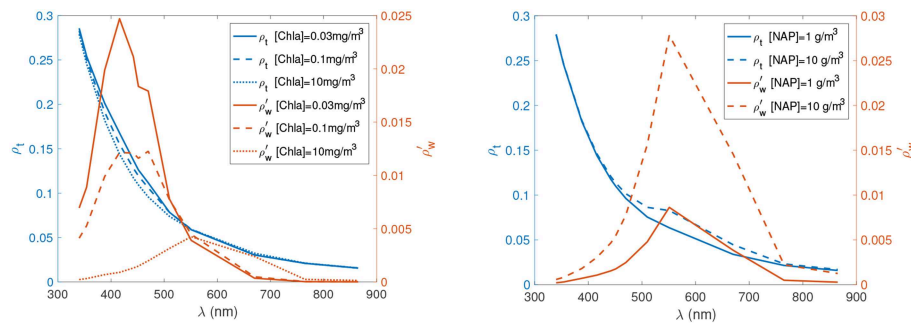 0.3
0.25
0.2
0.15
0.1
0.05
0
ρt
300 400 500 600 700 800 900
λ (nm)
0.025
0.02
0.015
0.01
0.005
0
ρ′w
ρt [Chla]=0.03mg/m³
ρt [Chla]=0.1mg/m³
ρt [Chla]=10mg/m³
ρ′w [Chla]=0.03mg/m³
ρ′w [Chla]=0.1mg/m³
ρ′w [Chla]=10mg/m³
0.3
0.25
0.2
0.15
0.1
0.05
0
ρt
300 400 500 600 700 800 900
λ (nm)
0.03
0.025
0.02
0.015
0.01
0.005
0
ρ′w
ρt [NAP]=1 g/m³
ρt [NAP]=10 g/m³
ρ′w [NAP]=1 g/m³
ρ′w [NAP]=10 g/m³